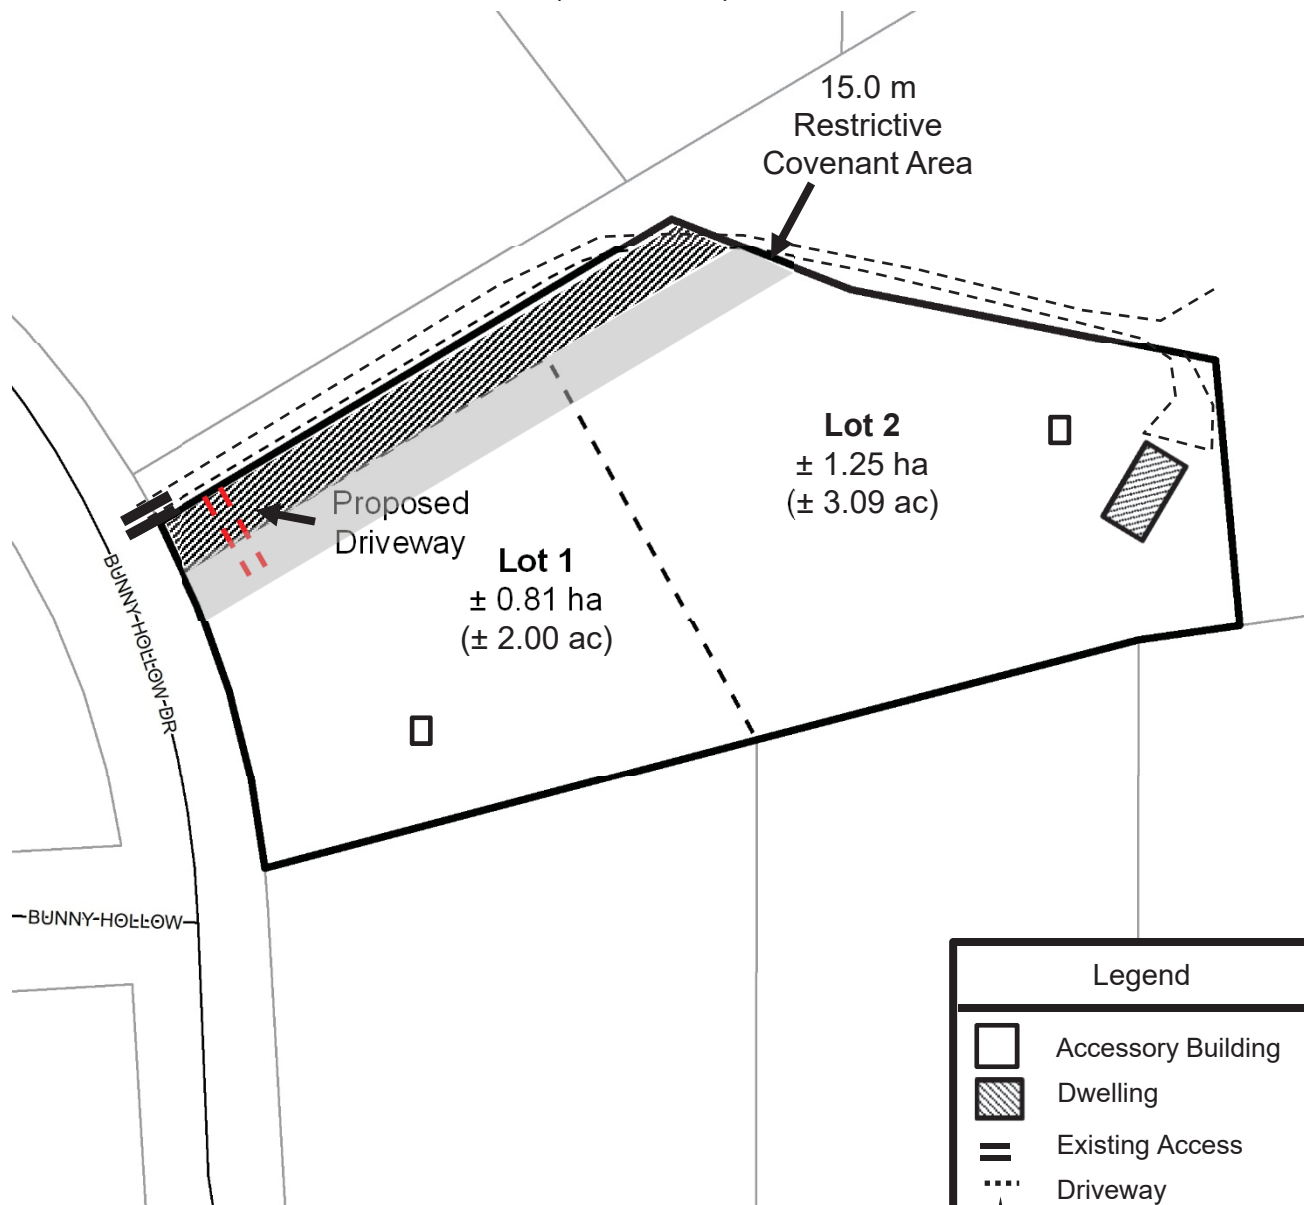 15.0 m
Restrictive
Covenant Area
Lot 2
± 1.25 ha
(± 3.09 ac)
Proposed
Driveway
Lot 1
± 0.81 ha
(± 2.00 ac)
BUNNY HOLLOW DR
BUNNY HOLLOW
Legend
Accessory Building
Dwelling
Existing Access
Driveway